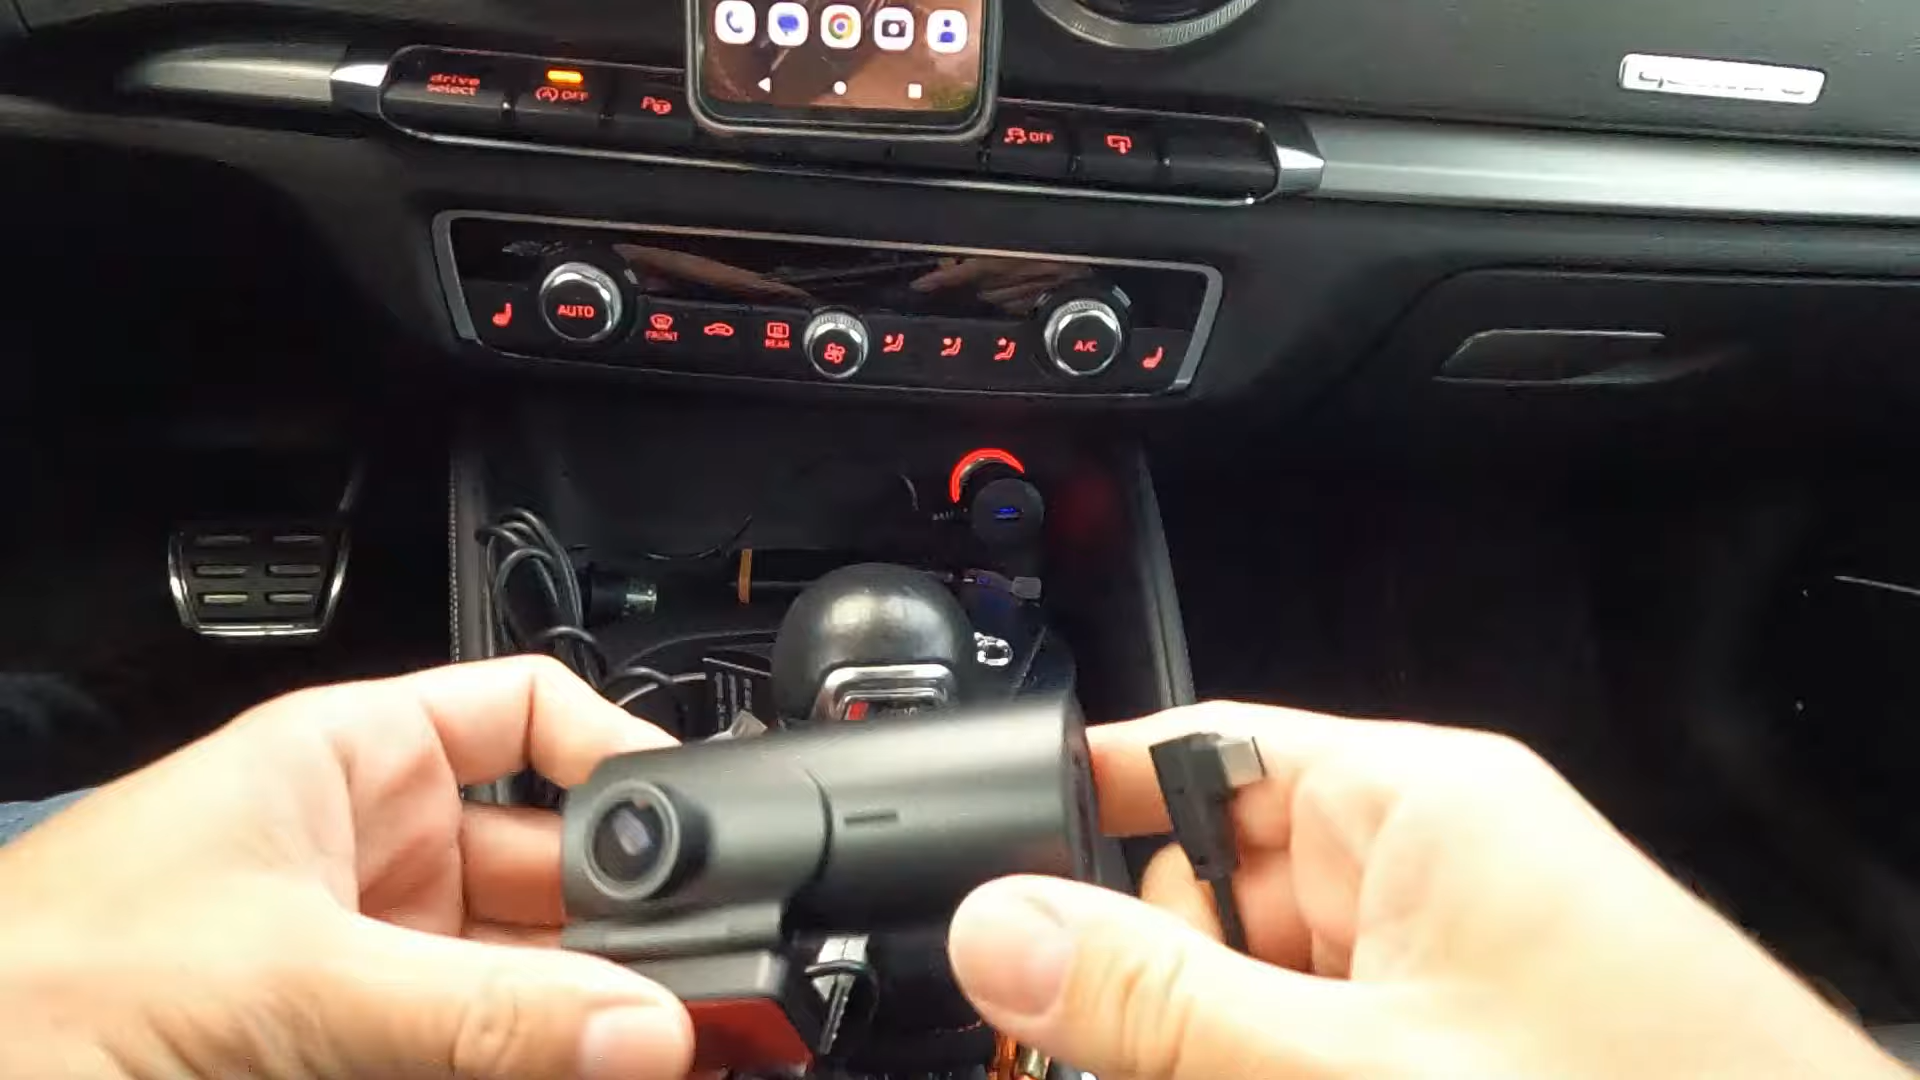 drive
select
OFF
P
OFF
AUTO
FRONT
REAR
A/C